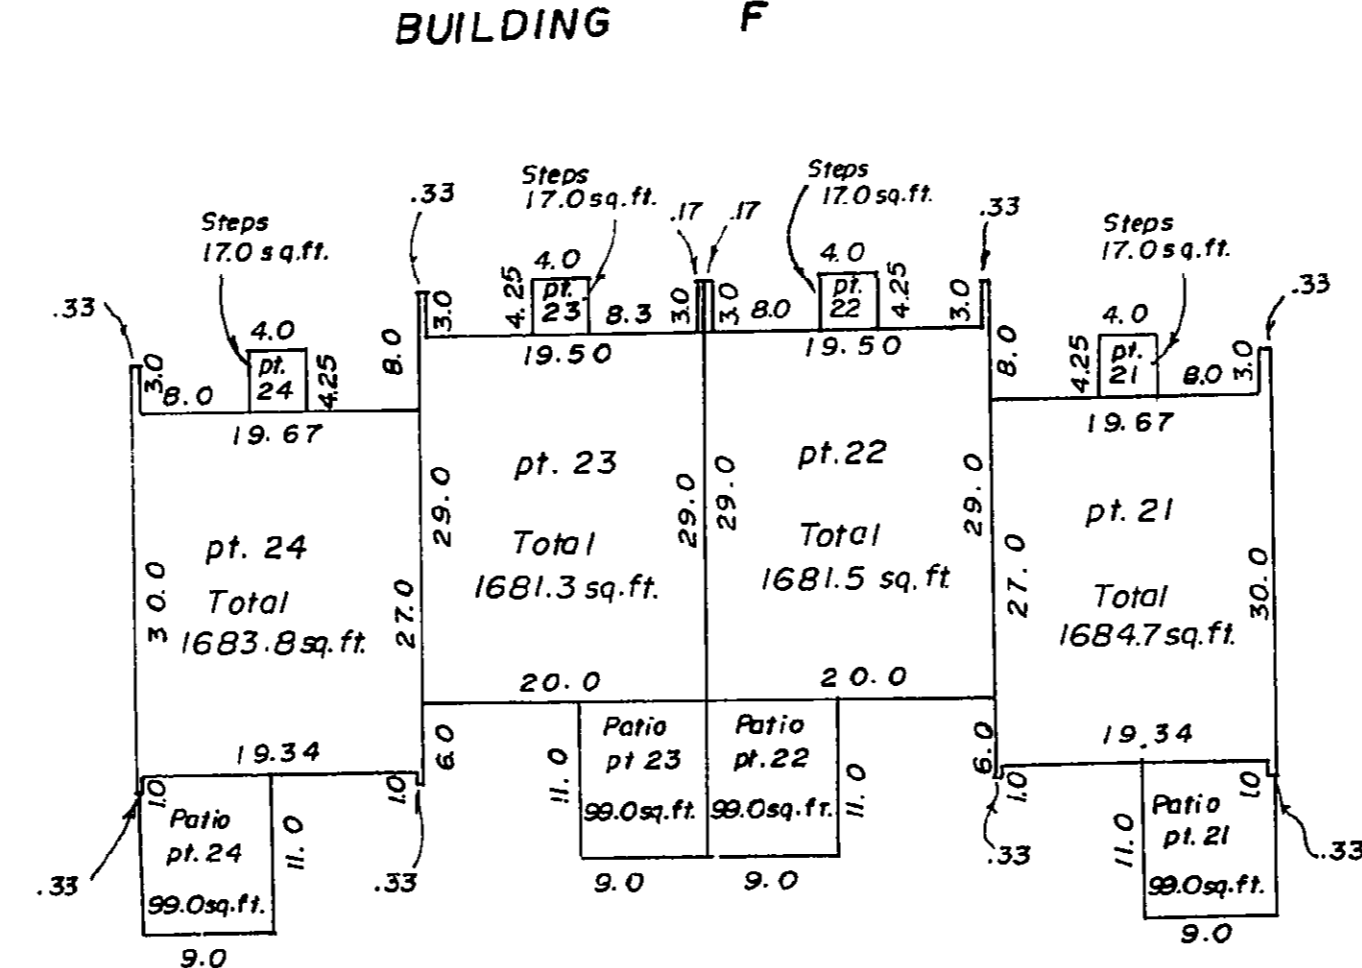 BUILDING F
Steps
17.0 sq.ft.
.33
Steps
17.0 sq.ft.
.17
.17
Steps
17.0 sq.ft.
.33
Steps
17.0 sq.ft.
.33
.33
4.0
4.0
4.0
4.0
pt.
24
pt.
23
pt.
22
pt.
21
3.0
8.0
4.25
8.0
3.0
4.25
8.3
3.0
3.0
8.0
4.25
3.0
8.0
4.25
8.0
3.0
19.67
19.50
19.50
19.67
pt. 24
Total
1683.8 sq.ft.
30.0
27.0
pt. 23
Total
1681.3 sq.ft.
29.0
29.0
pt. 22
Total
1681.5 sq.ft
29.0
29.0
pt. 21
Total
1684.7 sq.ft.
27.0
30.0
19.34
20.0
20.0
19.34
1.0
1.0
6.0
6.0
1.0
1.0
Patio
pt. 24
99.0 sq.ft.
11.0
9.0
.33
.33
Patio
pt 23
99.0 sq.ft.
11.0
9.0
Patio
pt. 22
99.0 sq.ft.
11.0
9.0
.33
Patio
pt. 21
99.0 sq.ft.
11.0
9.0
.33